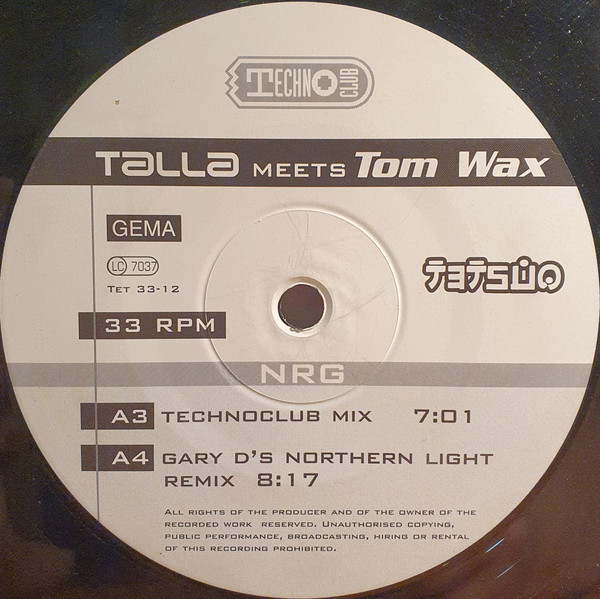 TECHNO CLUB
TALLA MEETS Tom Wax
GEMA
LC 7037
TET 33-12
TETSUO
33 RPM
NRG
A3 TECHNOCLUB MIX 7:01
A4 GARY D'S NORTHERN LIGHT
REMIX 8:17
ALL RIGHTS OF THE PRODUCER AND OF THE OWNER OF THE
RECORDED WORK RESERVED. UNAUTHORISED COPYING,
PUBLIC PERFORMANCE, BROADCASTING, HIRING OR RENTAL
OF THIS RECORDING PROHIBITED.